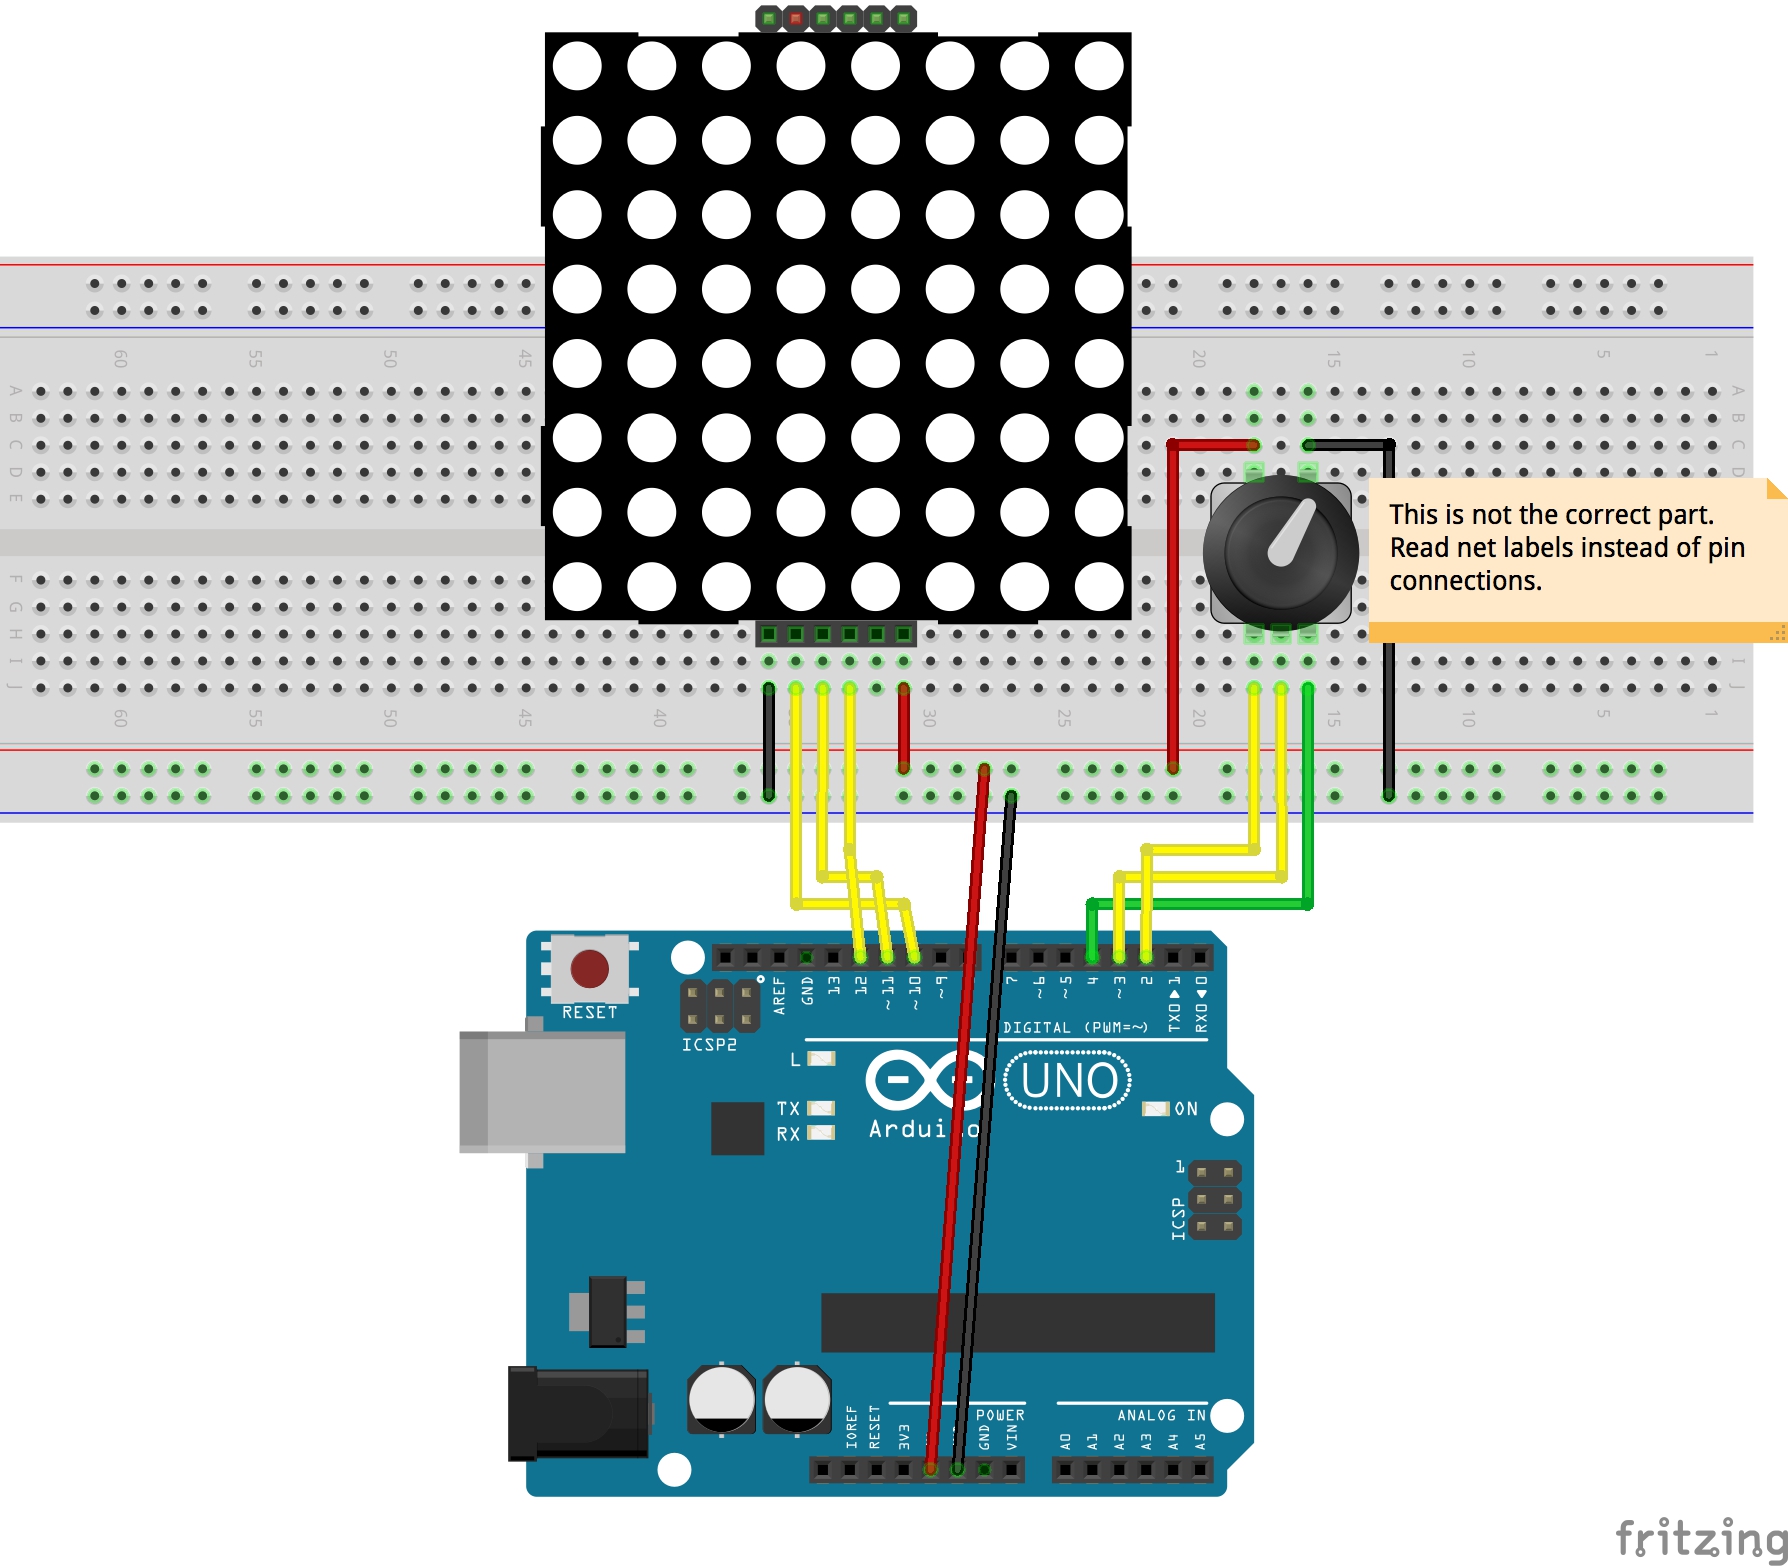 60 55 50 45 20 15 10 5 1
A A
B B
C C
D D
E
This is not the correct part.
Read net labels instead of pin
connections.
F
G
H
I I
J J
60 55 50 45 40 30 25 20 15 10 5 1
RESET
ICSP2
AREF
GND
13
12
~11
~10
~9
7
~6
~5
4
~3
2
TX0▶1
RX0◀0
DIGITAL (PWM=~)
L
TX
RX
UNO
ON
1
ICSP
IOREF
RESET
3V3
POWER
GND
VIN
ANALOG IN
A0
A1
A2
A3
A4
A5
fritzing